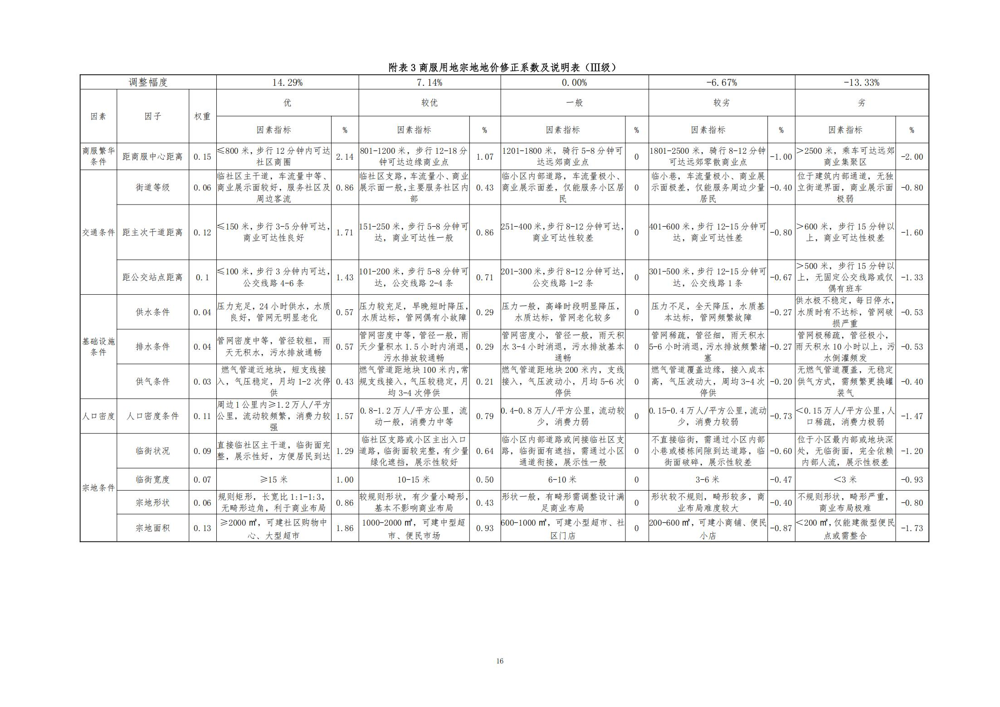 附表 3 商服用地宗地地价修正系数及说明表（Ⅲ级）
调整幅度 14.29% 7.14% 0.00% -6.67% -13.33%
因素 因子 权重 优 较优 一般 较劣 劣
因素指标 % 因素指标 % 因素指标 % 因素指标 % 因素指标 %
商服繁华
条件
距商服中心距离
0.15
≤800 米，步行 12 分钟内可达
社区商圈
2.14
801-1200 米，步行 12-18 分
钟可达边缘商业点
1.07
1201-1800 米，骑行 5-8 分钟可
达远郊商业点
0
1801-2500 米，骑行 8-12 分钟
可达远郊零散商业点
-1.00
＞2500 米，乘车可达远郊
商业集聚区
-2.00
交通条件
街道等级
0.06
临社区主干道，车流量中等、
商业展示面较好，服务社区及
周边客流
0.86
临社区支路，车流量小、商业
展示面一般，主要服务社区内
部
0.43
临小区内部道路，车流量极小、
商业展示面差，仅能服务小区居
民
0
临小巷，车流量极小、商业展
示面极差，仅能服务周边少量
居民
-0.40
位于建筑内部通道，无独
立街道界面，商业展示面
极弱
-0.80
距主次干道距离
0.12
≤150 米，步行 3-5 分钟可达，
商业可达性良好
1.71
151-250 米，步行 5-8 分钟可
达，商业可达性一般
0.86
251-400 米，步行 8-12 分钟可达，
商业可达性较差
0
401-600 米，步行 12-15 分钟可
达，商业可达性差
-0.80
＞600 米，步行 15 分钟以
上，商业可达性极差
-1.60
距公交站点距离
0.1
≤100 米，步行 3 分钟内可达，
公交线路 4-6 条
1.43
101-200 米，步行 5-8 分钟可
达，公交线路 2-4 条
0.71
201-300 米，步行 8-12 分钟可达，
公交线路 1-2 条
0
301-500 米，步行 12-15 分钟可
达，公交线路 1 条
-0.67
＞500 米，步行 15 分钟以
上，无固定公交线路或仅
偶有班车
-1.33
基础设施
条件
供水条件
0.04
压力充足，24 小时供水，水质
良好，管网无明显老化
0.57
压力较充足，早晚短时降压，
水质达标，管网偶有小故障
0.29
压力一般，高峰时段明显降压，
水质达标，管网老化较多
0
压力不足，全天降压，水质基
本达标，管网频繁故障
-0.27
供水极不稳定，每日停水，
水质时有不达标，管网破
损严重
-0.53
排水条件
0.04
管网密度中等，管径较粗，雨
天无积水，污水排放通畅
0.57
管网密度中等，管径一般，雨
天少量积水 1.5 小时内消退，
污水排放较通畅
0.29
管网密度小，管径一般，雨天积
水 3-4 小时消退，污水排放基本
通畅
0
管网稀疏，管径细，雨天积水
5-6 小时消退，污水排放频繁堵
塞
-0.27
管网极稀疏，管径极小，
雨天积水 10 小时以上，污
水倒灌频发
-0.53
供气条件
0.03
燃气管道近地块，短支线接
入，气压稳定，月均 1-2 次停
供
0.43
燃气管道距地块 100 米内，常
规支线接入，气压较稳定，月
均 3-4 次停供
0.21
燃气管道距地块 200 米内，支线
接入，气压波动小，月均 5-6 次
停供
0
燃气管道覆盖边缘，接入成本
高，气压波动大，周均 3-4 次
停供
-0.20
无燃气管道覆盖，无稳定
供气方式，需频繁更换罐
装气
-0.40
人口密度
人口密度条件
0.11
周边 1 公里内≥1.2 万人/平方
公里，流动较频繁，消费力较
强
1.57
0.8-1.2 万人/平方公里，流
动一般，消费力中等
0.79
0.4-0.8 万人/平方公里，流动较
少，消费力弱
0
0.15-0.4 万人/平方公里，流动
少，消费力较弱
-0.73
＜0.15 万人/平方公里，人
口稀疏，消费力极弱
-1.47
宗地条件
临街状况
0.09
直接临社区主干道，临街面完
整，展示性好，方便居民到达
1.29
临社区支路或小区主出入口
道路，临街面较完整，有少量
绿化遮挡，展示性较好
0.64
临小区内部道路或间接临社区支
路，临街面有遮挡，需通过小区
通道衔接，展示性一般
0
不直接临街，需通过小区内部
小巷或楼栋间隙到达道路，临
街面破碎，展示性较差
-0.60
位于小区最内部或地块深
处，无临街面，完全依赖
内部人流，展示性极差
-1.20
临街宽度
0.07
≥15 米
1.00
10-15 米
0.50
6-10 米
0
3-6 米
-0.47
＜3 米
-0.93
宗地形状
0.06
规则矩形，长宽比 1:1-1:3，
无畸形边角，利于商业布局
0.86
较规则形状，有少量小畸形，
基本不影响商业布局
0.43
形状一般，有畸形需调整设计满
足商业布局
0
形状较不规则，畸形较多，商
业布局难度较大
-0.40
不规则形状，畸形严重，
商业布局极难
-0.80
宗地面积
0.13
≥2000 ㎡，可建社区购物中
心、大型超市
1.86
1000-2000 ㎡，可建中型超
市、便民市场
0.93
600-1000 ㎡，可建小型超市、社
区门店
0
200-600 ㎡，可建小商铺、便民
小店
-0.87
＜200 ㎡，仅能建微型便民
点或需整合
-1.73
16